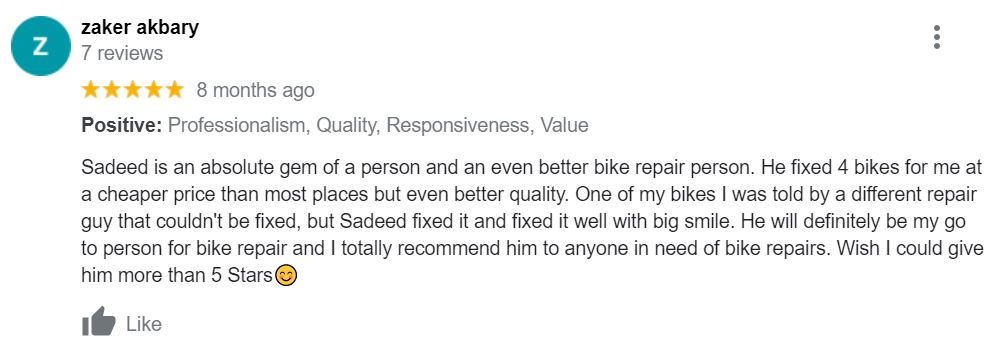 Z
zaker akbary
7 reviews
8 months ago
Positive: Professionalism, Quality, Responsiveness, Value
Sadeed is an absolute gem of a person and an even better bike repair person. He fixed 4 bikes for me at
a cheaper price than most places but even better quality. One of my bikes I was told by a different repair
guy that couldn't be fixed, but Sadeed fixed it and fixed it well with big smile. He will definitely be my go
to person for bike repair and I totally recommend him to anyone in need of bike repairs. Wish I could give
him more than 5 Stars😊
Like